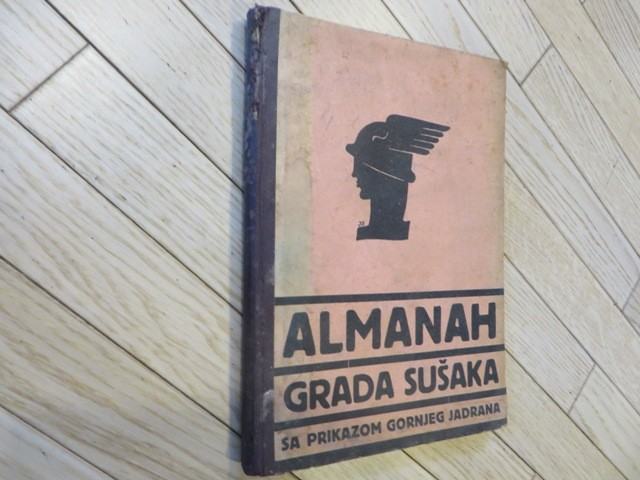 ALMANAH
GRADA SUŠAKA
SA PRIKAZOM GORNJEG JADRANA